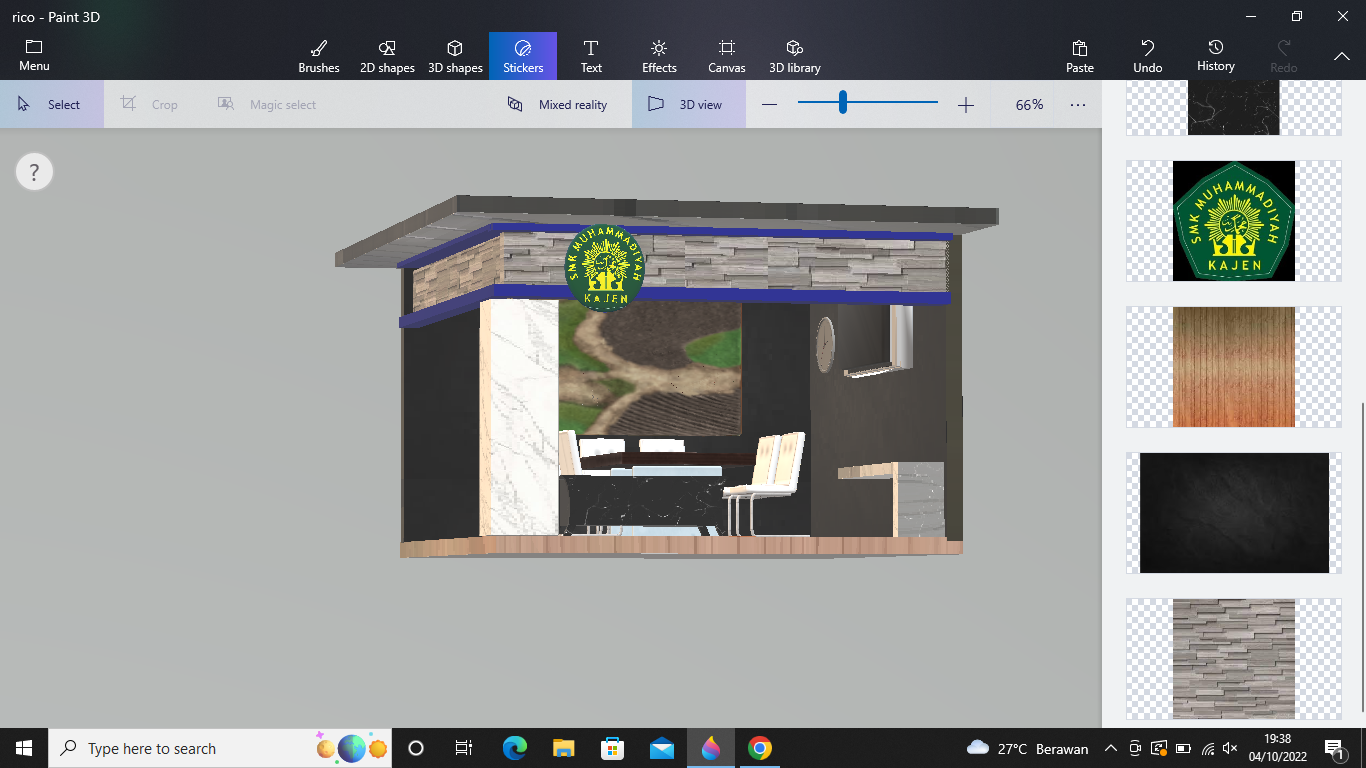 rico - Paint 3D
Menu
Brushes
2D shapes
3D shapes
Stickers
Text
Effects
Canvas
3D library
Paste
Undo
History
Redo
Select
Crop
Magic select
Mixed reality
3D view
66%
?
SMK MUHAMMADIYAH
KAJEN
SMK MUHAMMADIYAH
KAJEN
Type here to search
27°C Berawan
19:38
04/10/2022
1